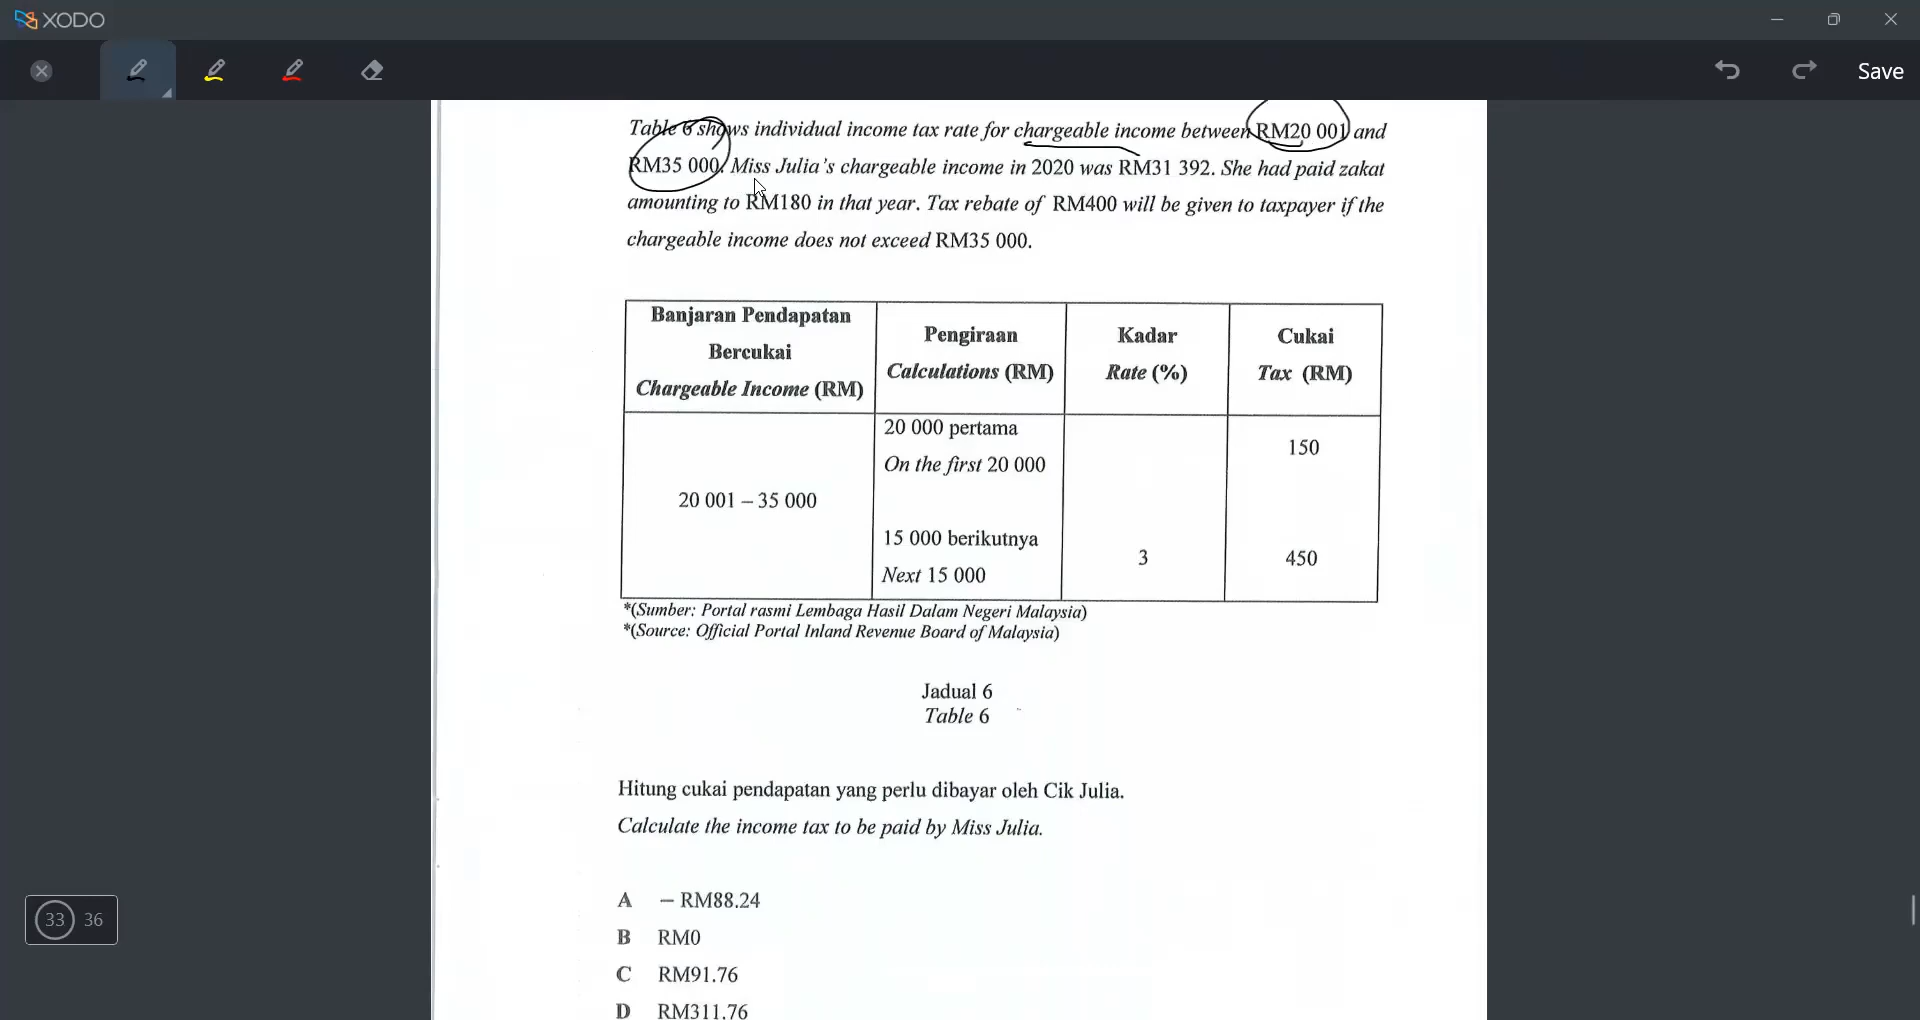 XODO
Save
Table 6 shows individual income tax rate for chargeable income between RM20 001 and
RM35 000. Miss Julia's chargeable income in 2020 was RM31 392. She had paid zakat
amounting to RM180 in that year. Tax rebate of RM400 will be given to taxpayer if the
chargeable income does not exceed RM35 000.
Banjaran Pendapatan
Bercukai
Chargeable Income (RM)
Pengiraan
Calculations (RM)
Kadar
Rate (%)
Cukai
Tax (RM)
20 001 – 35 000
20 000 pertama
On the first 20 000
150
15 000 berikutnya
Next 15 000
3
450
*(Sumber: Portal rasmi Lembaga Hasil Dalam Negeri Malaysia)
*(Source: Official Portal Inland Revenue Board of Malaysia)
Jadual 6
Table 6
Hitung cukai pendapatan yang perlu dibayar oleh Cik Julia.
Calculate the income tax to be paid by Miss Julia.
A – RM88.24
B RM0
C RM91.76
D RM311.76
33 36